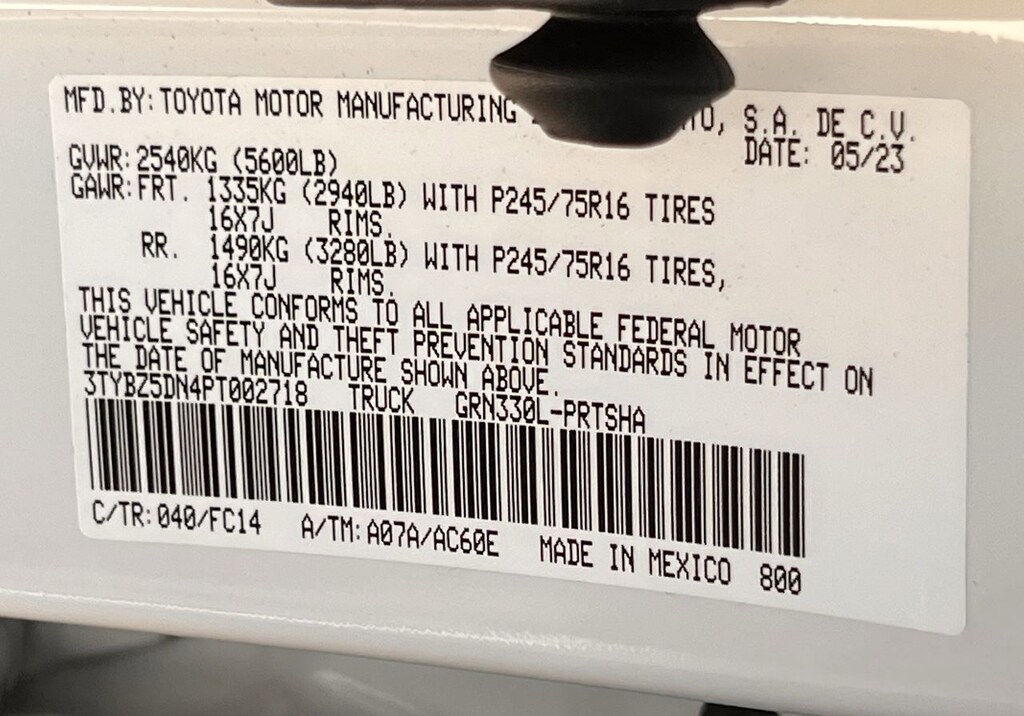 MFD.BY: TOYOTA MOTOR MANUFACTURING S.A. DE C.V.
DATE: 05/23
GVWR: 2540KG (5600LB)
GAWR: FRT. 1335KG (2940LB) WITH P245/75R16 TIRES
16X7J RIMS.
RR. 1490KG (3280LB) WITH P245/75R16 TIRES,
16X7J RIMS.
THIS VEHICLE CONFORMS TO ALL APPLICABLE FEDERAL MOTOR
VEHICLE SAFETY AND THEFT PREVENTION STANDARDS IN EFFECT ON
THE DATE OF MANUFACTURE SHOWN ABOVE.
3TYBZ5DN4PT002718 TRUCK GRN330L-PRTSHA
C/TR: 040/FC14 A/TM: A07A/AC60E MADE IN MEXICO 800